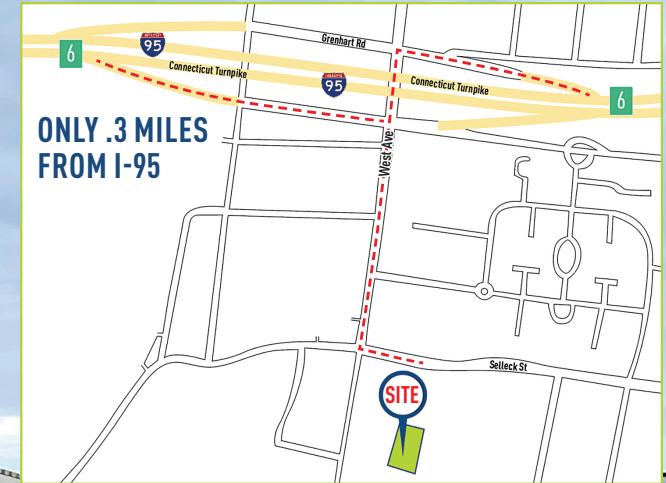 Grenhart Rd
95
6
Connecticut Turnpike
95
Connecticut Turnpike
6
ONLY .3 MILES
FROM I-95
West Ave
Selleck St
SITE